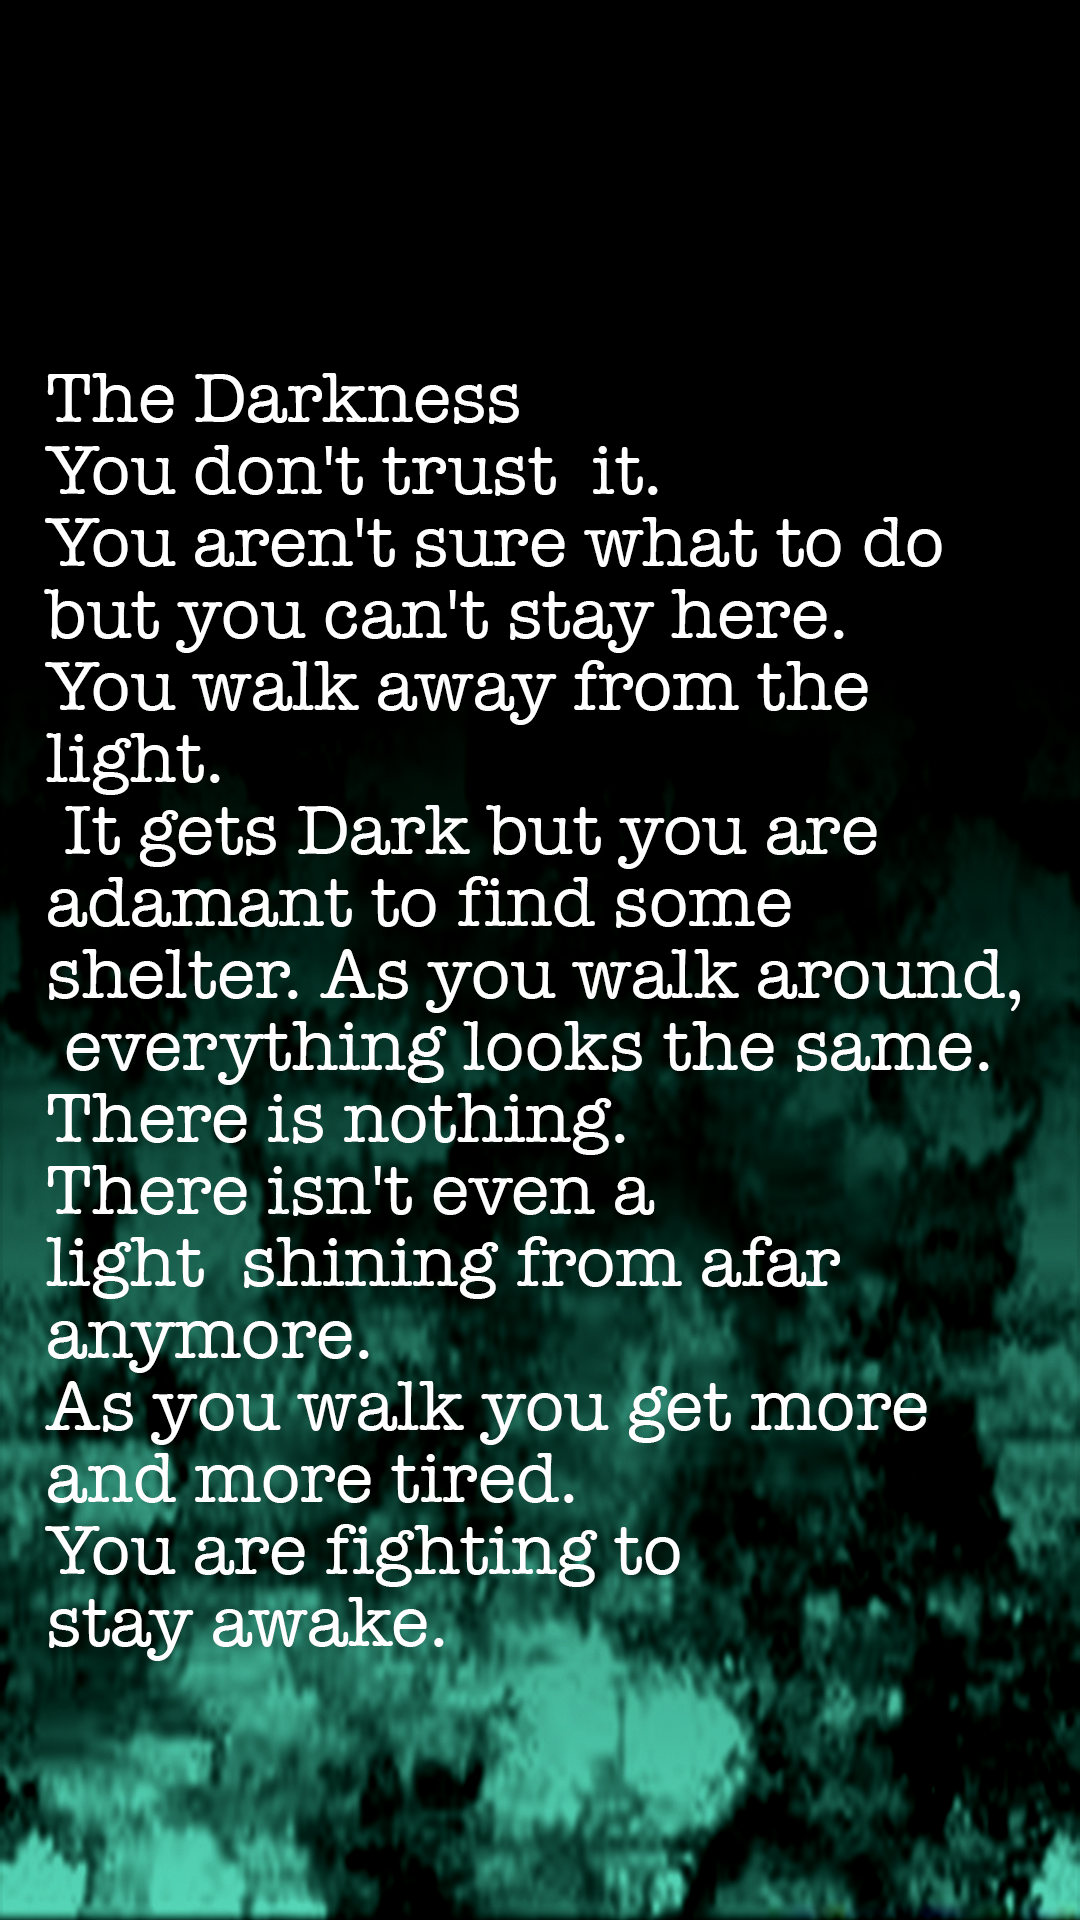 The Darkness
You don't trust  it.
You aren't sure what to do
but you can't stay here.
You walk away from the
light.
 It gets Dark but you are
adamant to find some
shelter. As you walk around,
 everything looks the same.
There is nothing.
There isn't even a
light  shining from afar
anymore.
As you walk you get more
and more tired.
You are fighting to
stay awake.